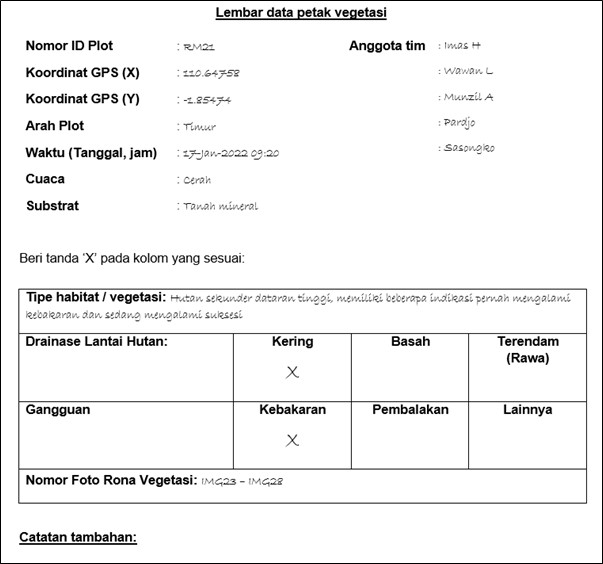 Lembar data petak vegetasi
Nomor ID Plot : RM21 Anggota tim : Imas H
Koordinat GPS (X) : 110.64758 : Wawan L
Koordinat GPS (Y) : -1.85474 : Munzil A
Arah Plot : Timur : Pardjo
Waktu (Tanggal, jam) : 17-Jan-2022 09:20 : Sasongko
Cuaca : Cerah
Substrat : Tanah mineral
Beri tanda ‘X’ pada kolom yang sesuai:
Tipe habitat / vegetasi: Hutan sekunder dataran tinggi, memiliki beberapa indikasi pernah mengalami
kebakaran dan sedang mengalami suksesi
Drainase Lantai Hutan: Kering Basah Terendam
(Rawa)
X
Gangguan Kebakaran Pembalakan Lainnya
X
Nomor Foto Rona Vegetasi: IMG23 – IMG28
Catatan tambahan: